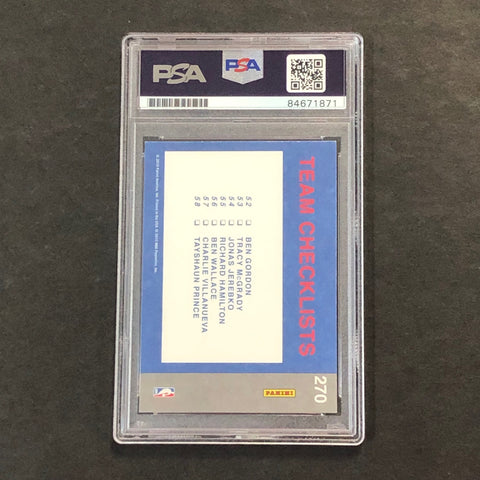 PSA
PSA
84671871
TEAM CHECKLISTS
52 BEN GORDON
53 TRACY McGRADY
54 JONAS JEREBKO
55 RICHARD HAMILTON
56 BEN WALLACE
57 CHARLIE VILLANUEVA
58 TAYSHAUN PRINCE
270
PANINI